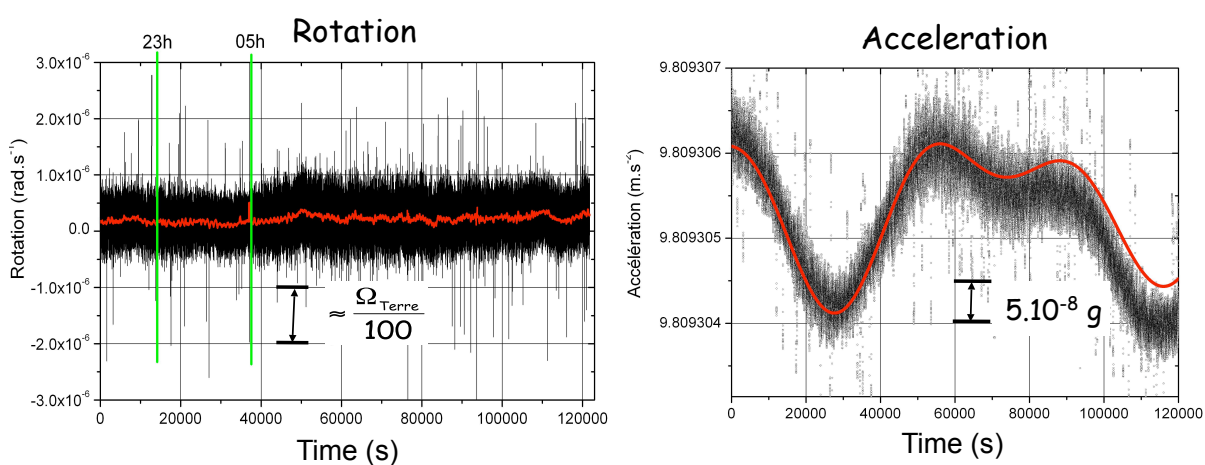 Rotation
23h 05h
3.0x10⁻⁶
2.0x10⁻⁶
1.0x10⁻⁶
0.0
-1.0x10⁻⁶
-2.0x10⁻⁶
-3.0x10⁻⁶
Rotation (rad.s⁻¹)
≈ Ω_Terre/100
0 20000 40000 60000 80000 100000 120000
Time (s)
Acceleration
9.809307
9.809306
9.809305
9.809304
Accélération (m.s⁻²)
5.10⁻⁸ g
0 20000 40000 60000 80000 100000 120000
Time (s)